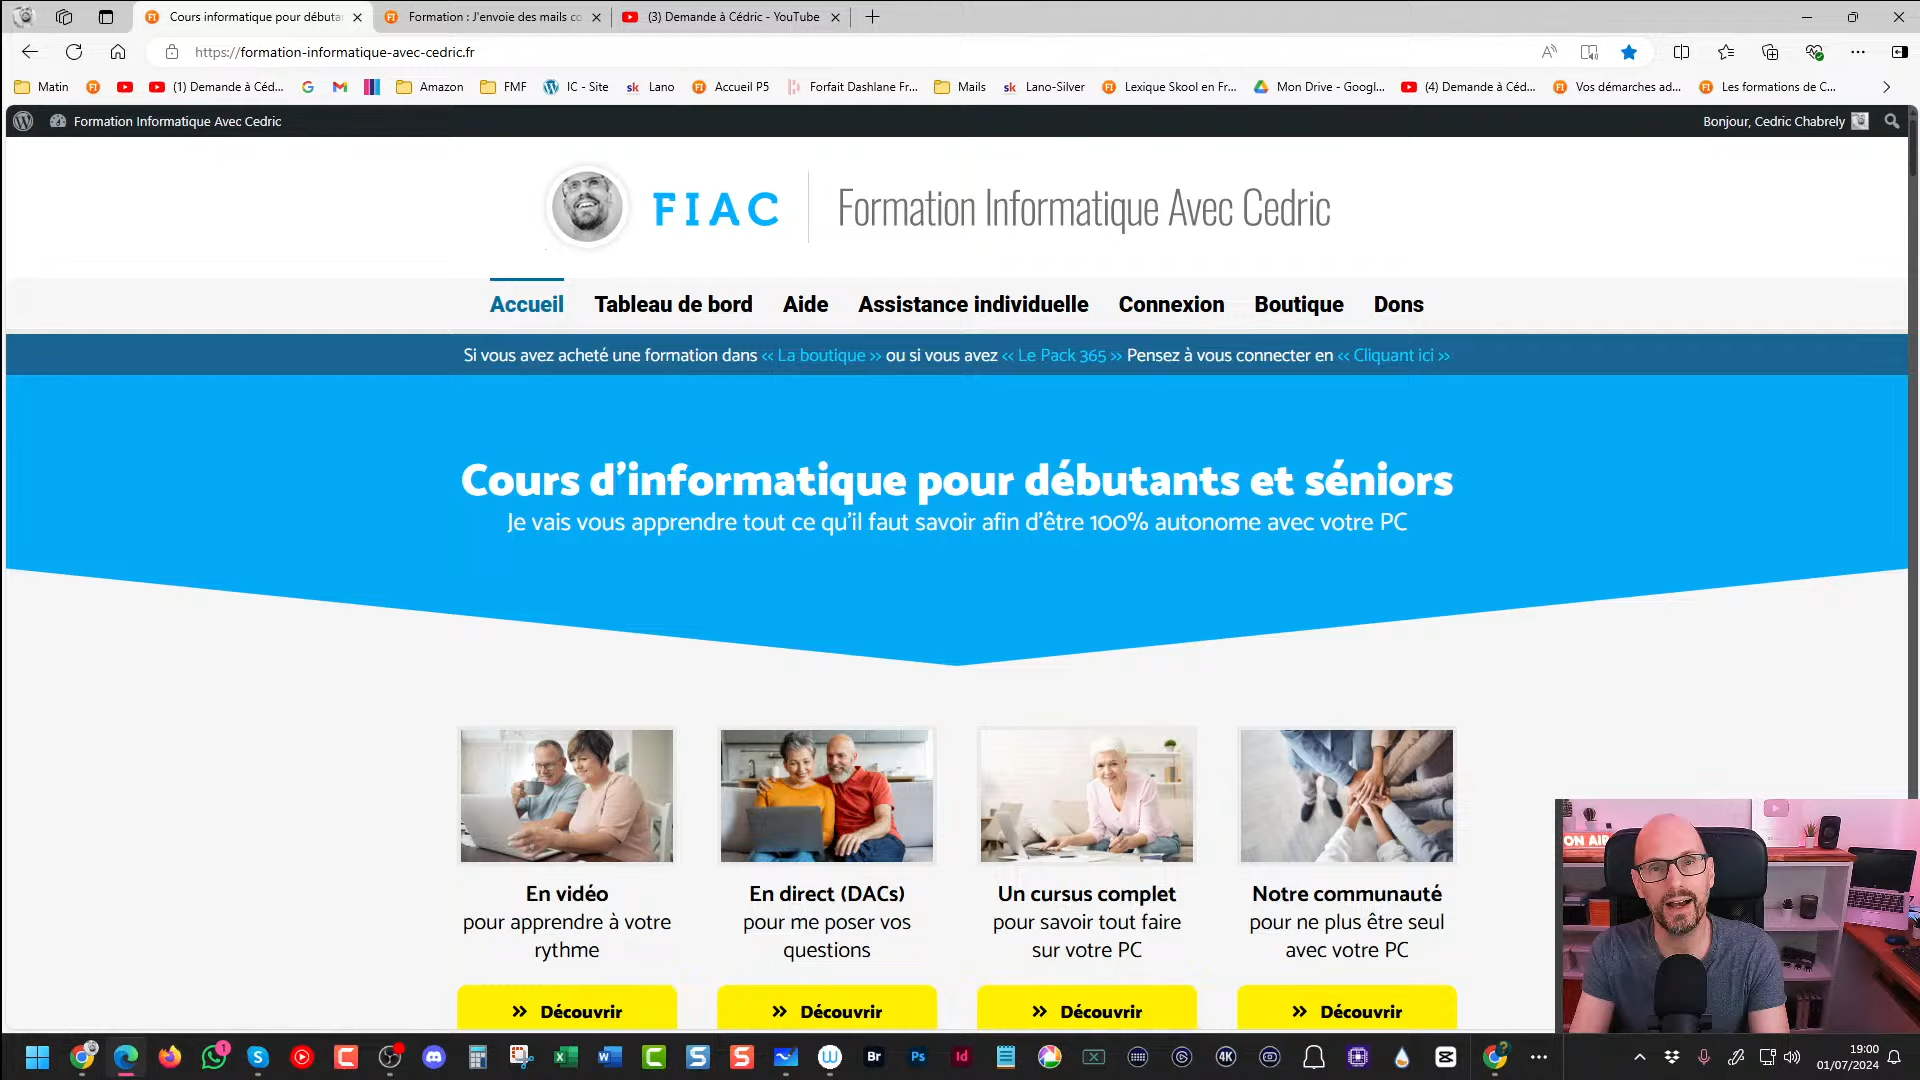 Cours informatique pour débuta
Formation : J'envoie des mails co
(3) Demande à Cédric - YouTube
https://formation-informatique-avec-cedric.fr
Matin
(1) Demande à Céd...
Amazon
FMF
IC - Site
Lano
Accueil P5
Forfait Dashlane Fr...
Mails
Lano-Silver
Lexique Skool en Fr...
Mon Drive - Googl...
(4) Demande à Céd...
Vos démarches ad...
Les formations de C...
Formation Informatique Avec Cedric
Bonjour, Cedric Chabrely
FIAC
Formation Informatique Avec Cedric
Accueil Tableau de bord Aide Assistance individuelle Connexion Boutique Dons
Si vous avez acheté une formation dans << La boutique >> ou si vous avez << Le Pack 365 >> Pensez à vous connecter en << Cliquant ici >>
Cours d'informatique pour débutants et séniors
Je vais vous apprendre tout ce qu'il faut savoir afin d'être 100% autonome avec votre PC
En vidéo
pour apprendre à votre
rythme
Découvrir
En direct (DACs)
pour me poser vos
questions
Découvrir
Un cursus complet
pour savoir tout faire
sur votre PC
Découvrir
Notre communauté
pour ne plus être seul
avec votre PC
Découvrir
ON AIR
19:00
01/07/2024